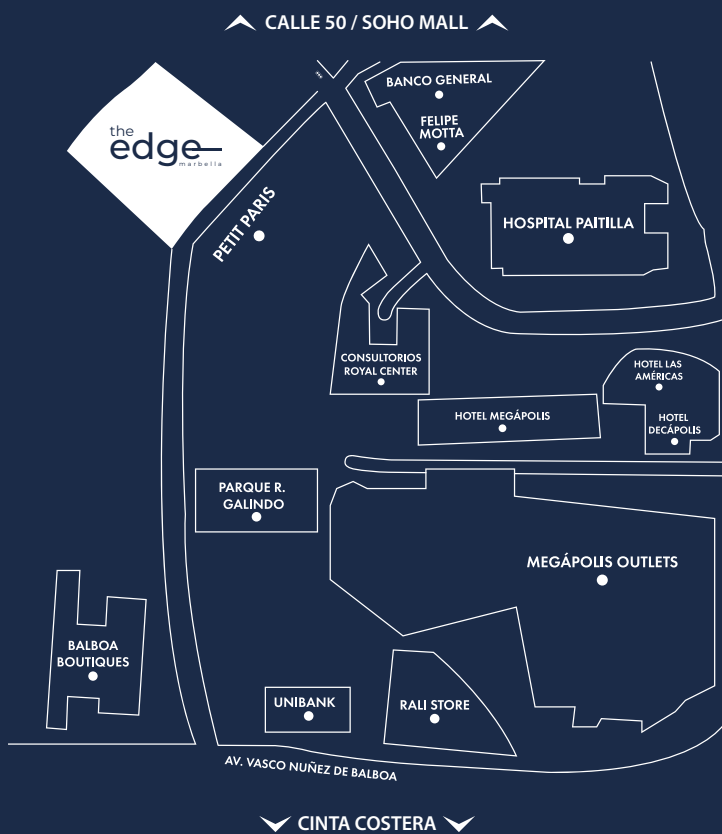 CALLE 50 / SOHO MALL
BANCO GENERAL
FELIPE
MOTTA
the
edge
marbella
PETIT PARIS
HOSPITAL PAITILLA
CONSULTORIOS
ROYAL CENTER
HOTEL LAS
AMÉRICAS
HOTEL MEGÁPOLIS
HOTEL
DECÁPOLIS
PARQUE R.
GALINDO
MEGÁPOLIS OUTLETS
BALBOA
BOUTIQUES
UNIBANK
RALI STORE
AV. VASCO NUÑEZ DE BALBOA
CINTA COSTERA